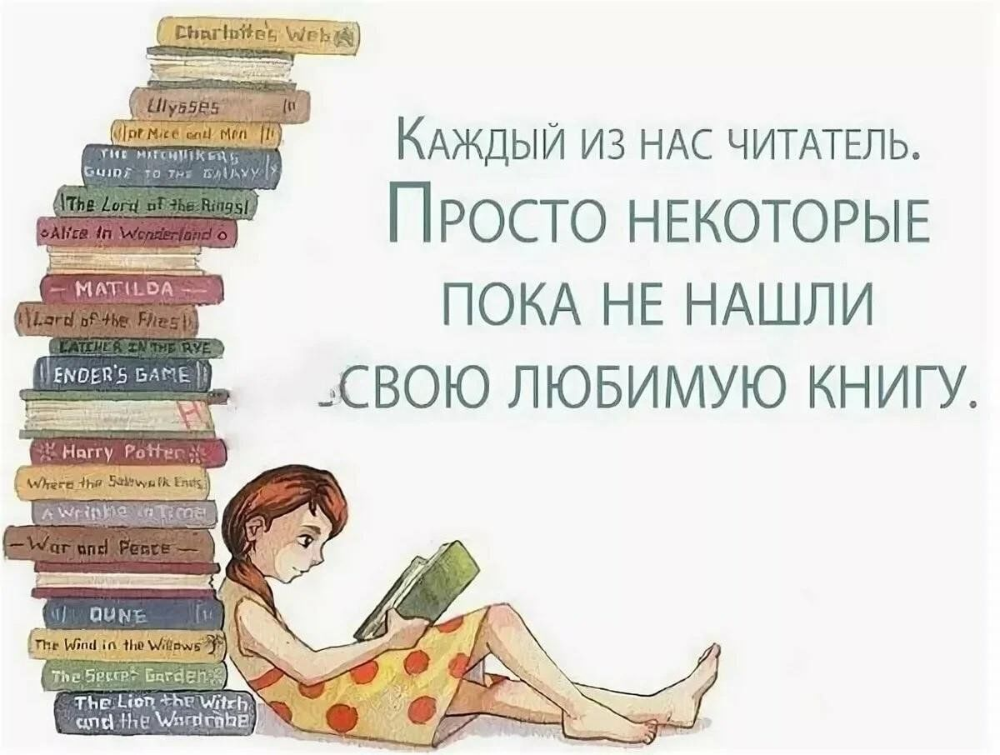 Charlotte's Web
Ulysses
Of Mice and Men
THE HITCHHIKERS
GUIDE TO THE GALAXY
The Lord of the Rings
Alice in Wonderland
MATILDA
Lord of the Flies
CATCHER IN THE RYE
ENDER'S GAME
Harry Potter
Where the Sidewalk Ends
A Wrinkle in Time
War and Peace
DUNE
The Wind in the Willows
The Secret Garden
The Lion the Witch
and the Wardrobe
КАЖДЫЙ ИЗ НАС ЧИТАТЕЛЬ.
ПРОСТО НЕКОТОРЫЕ
ПОКА НЕ НАШЛИ
СВОЮ ЛЮБИМУЮ КНИГУ.